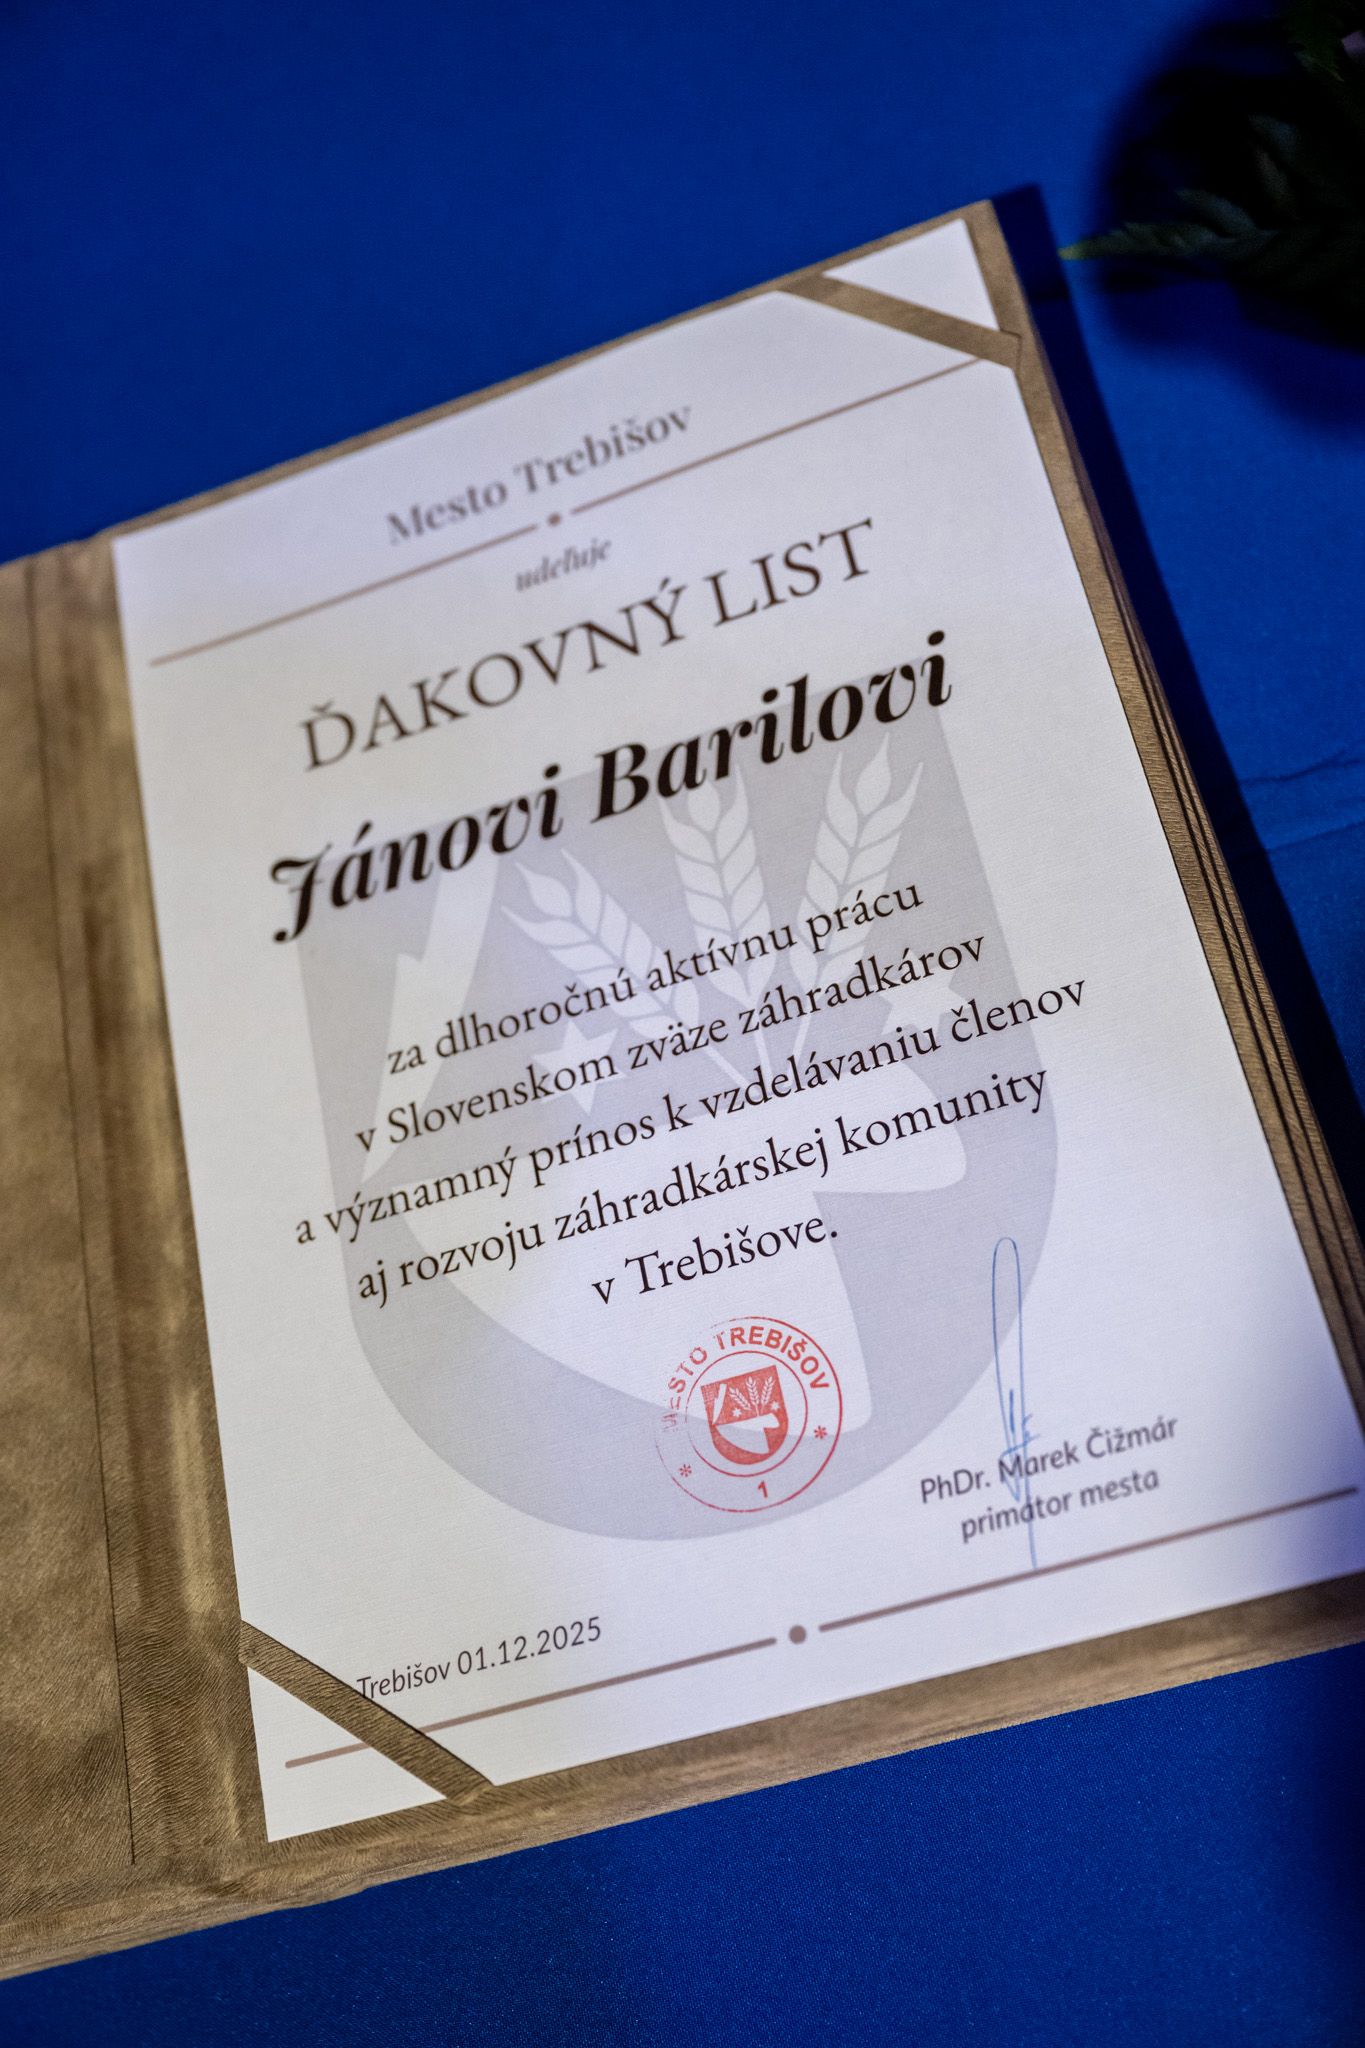 Mesto Trebišov
udeľuje
ĎAKOVNÝ LIST
Jánovi Barilovi
za dlhoročnú aktívnu prácu
v Slovenskom zväze záhradkárov
a významný prínos k vzdelávaniu členov
aj rozvoju záhradkárskej komunity
v Trebišove.
MESTO TREBIŠOV
* 1 *
PhDr. Marek Čižmár
primátor mesta
Trebišov 01.12.2025